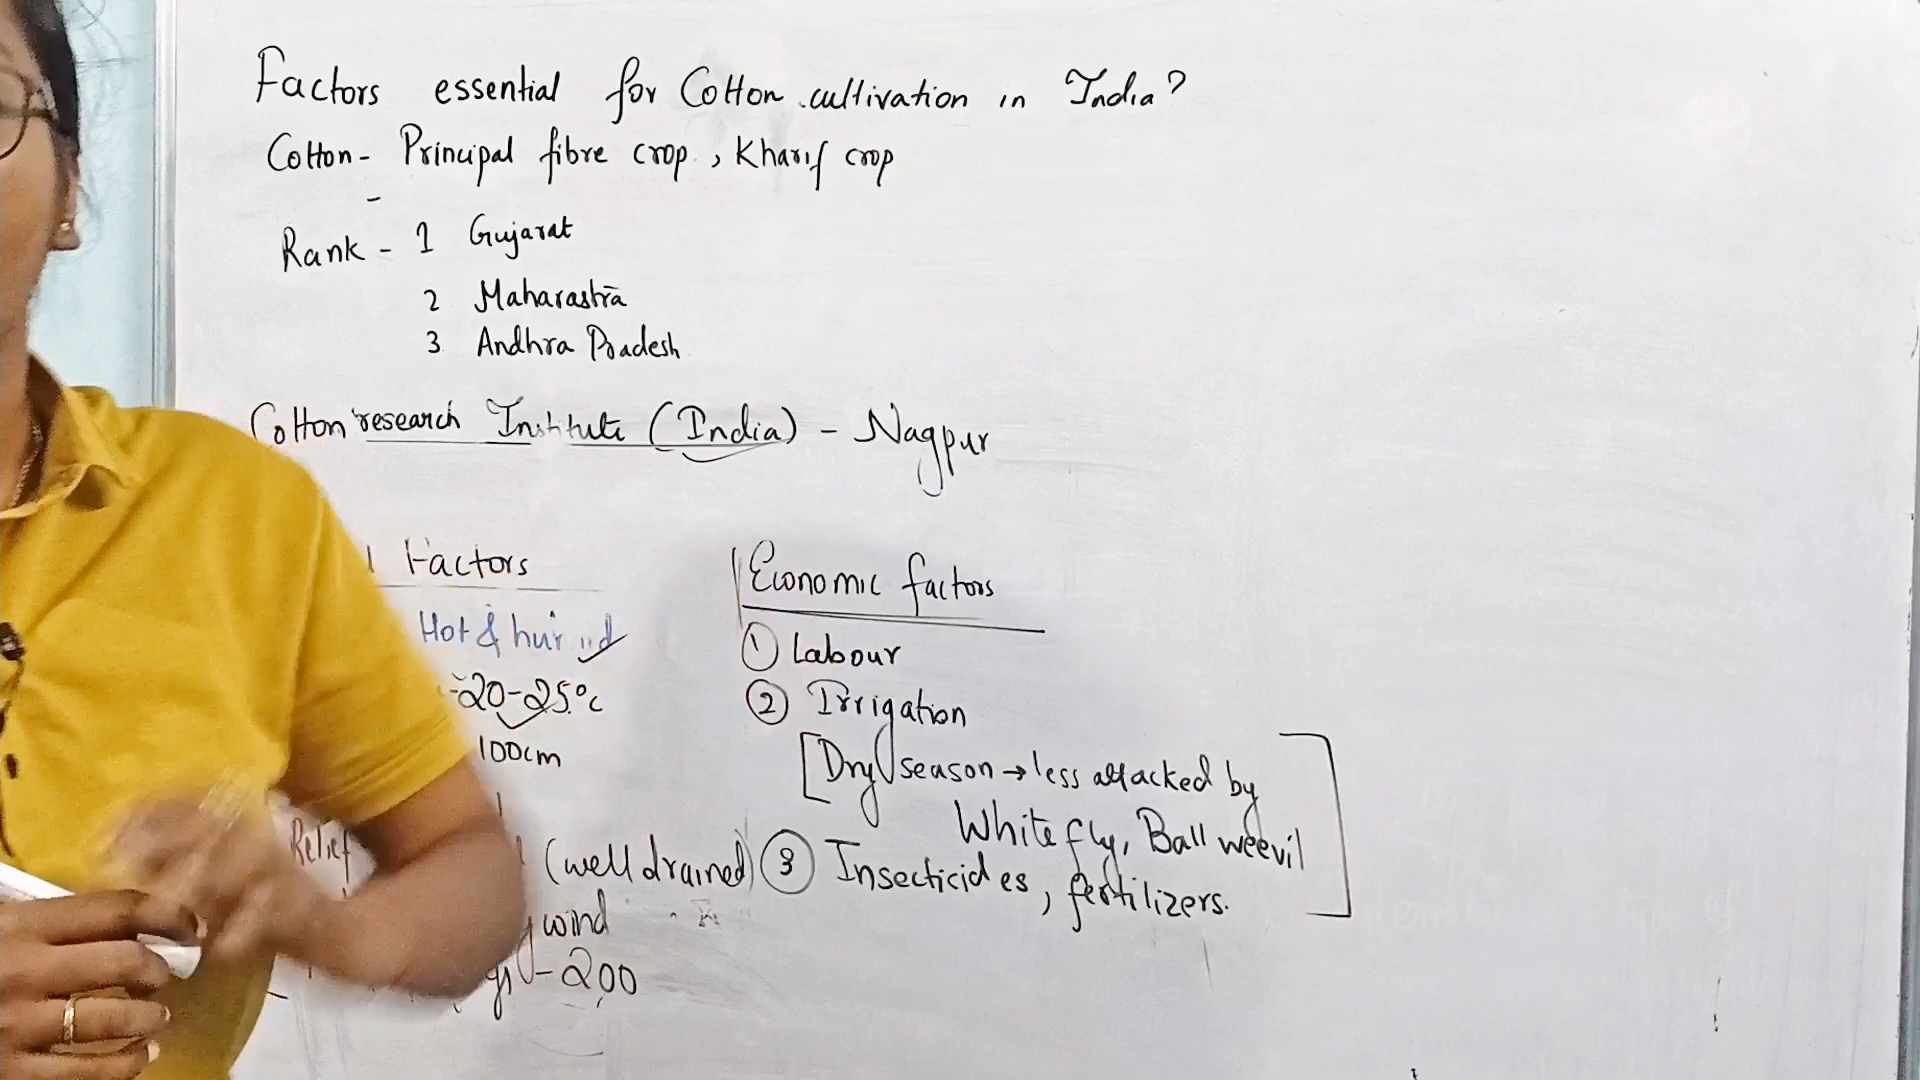 Factors essential for Cotton cultivation in India?
Cotton - Principal fibre crop, Kharif crop
Rank - 1 Gujarat
2 Maharastra
3 Andhra Pradesh
Cotton research Institute (India) - Nagpur
Factors
Hot & humid
- 20-25°c
100cm
Relief
(well drained)
wind
- 200
Economic factors
① Labour
② Irrigation
[Dry season → less attacked by
White fly, Ball weevil]
③ Insecticides, fertilizers.